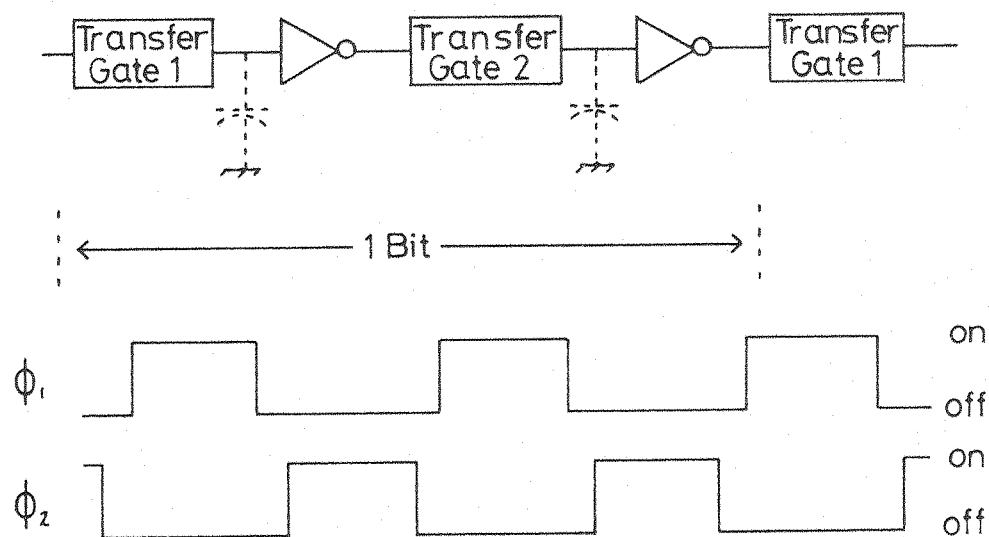 Transfer
Gate 1
Transfer
Gate 2
Transfer
Gate 1
1 Bit
ϕ₁
on
off
ϕ₂
on
off